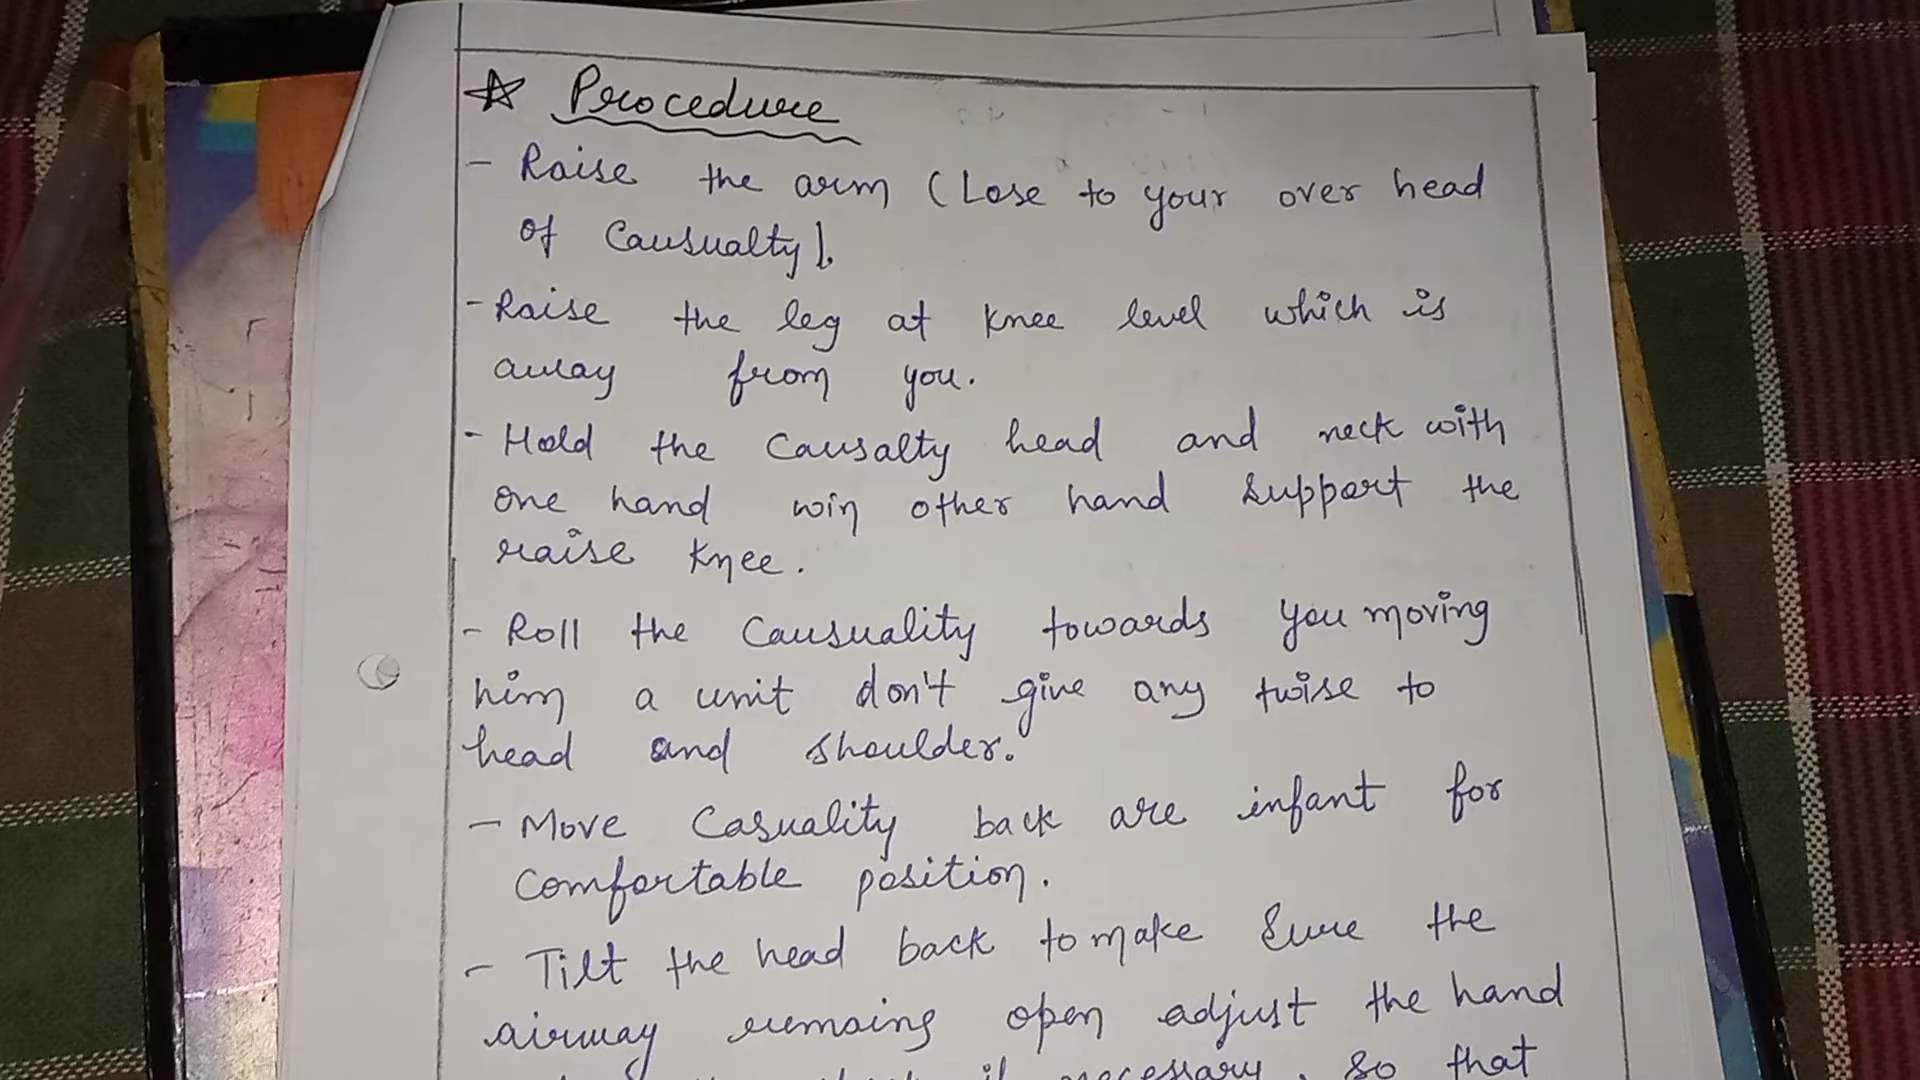 ☆ Procedure
- Raise the arm (Lose to your over head
of Causualty).
- Raise the leg at knee level which is
away from you.
- Hold the Causalty head and neck with
one hand win other hand support the
raise knee.
- Roll the Causuality towards you moving
him a unit don't give any twise to
head and shoulder.
- Move Casuality back are infant for
comfortable position.
- Tilt the head back to make sure the
airway remains open adjust the hand
if necessary, so that